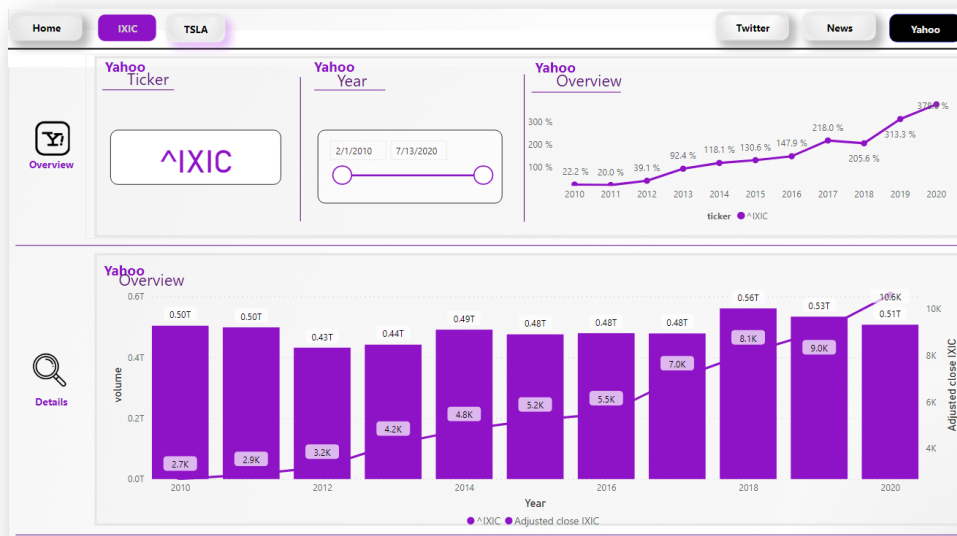 Home
IXIC
TSLA
Twitter
News
Yahoo
Overview
Details
Yahoo
Ticker
^IXIC
Yahoo
Year
2/1/2010
7/13/2020
Yahoo
Overview
300 %
200 %
100 %
22.2 %
20.0 %
39.1 %
92.4 %
118.1 %
130.6 %
147.9 %
218.0 %
205.6 %
313.3 %
2010 2011 2012 2013 2014 2015 2016 2017 2018 2019 2020
ticker ^IXIC
Yahoo
Overview
volume
0.6T
0.4T
0.2T
0.0T
0.50T
0.50T
0.43T
0.44T
0.49T
0.48T
0.48T
0.48T
0.56T
0.53T
0.51T
2.7K
2.9K
3.2K
4.2K
4.8K
5.2K
5.5K
7.0K
8.1K
9.0K
10.6K
10K
8K
6K
4K
Adjusted close IXIC
2010 2012 2014 2016 2018 2020
Year
^IXIC Adjusted close IXIC